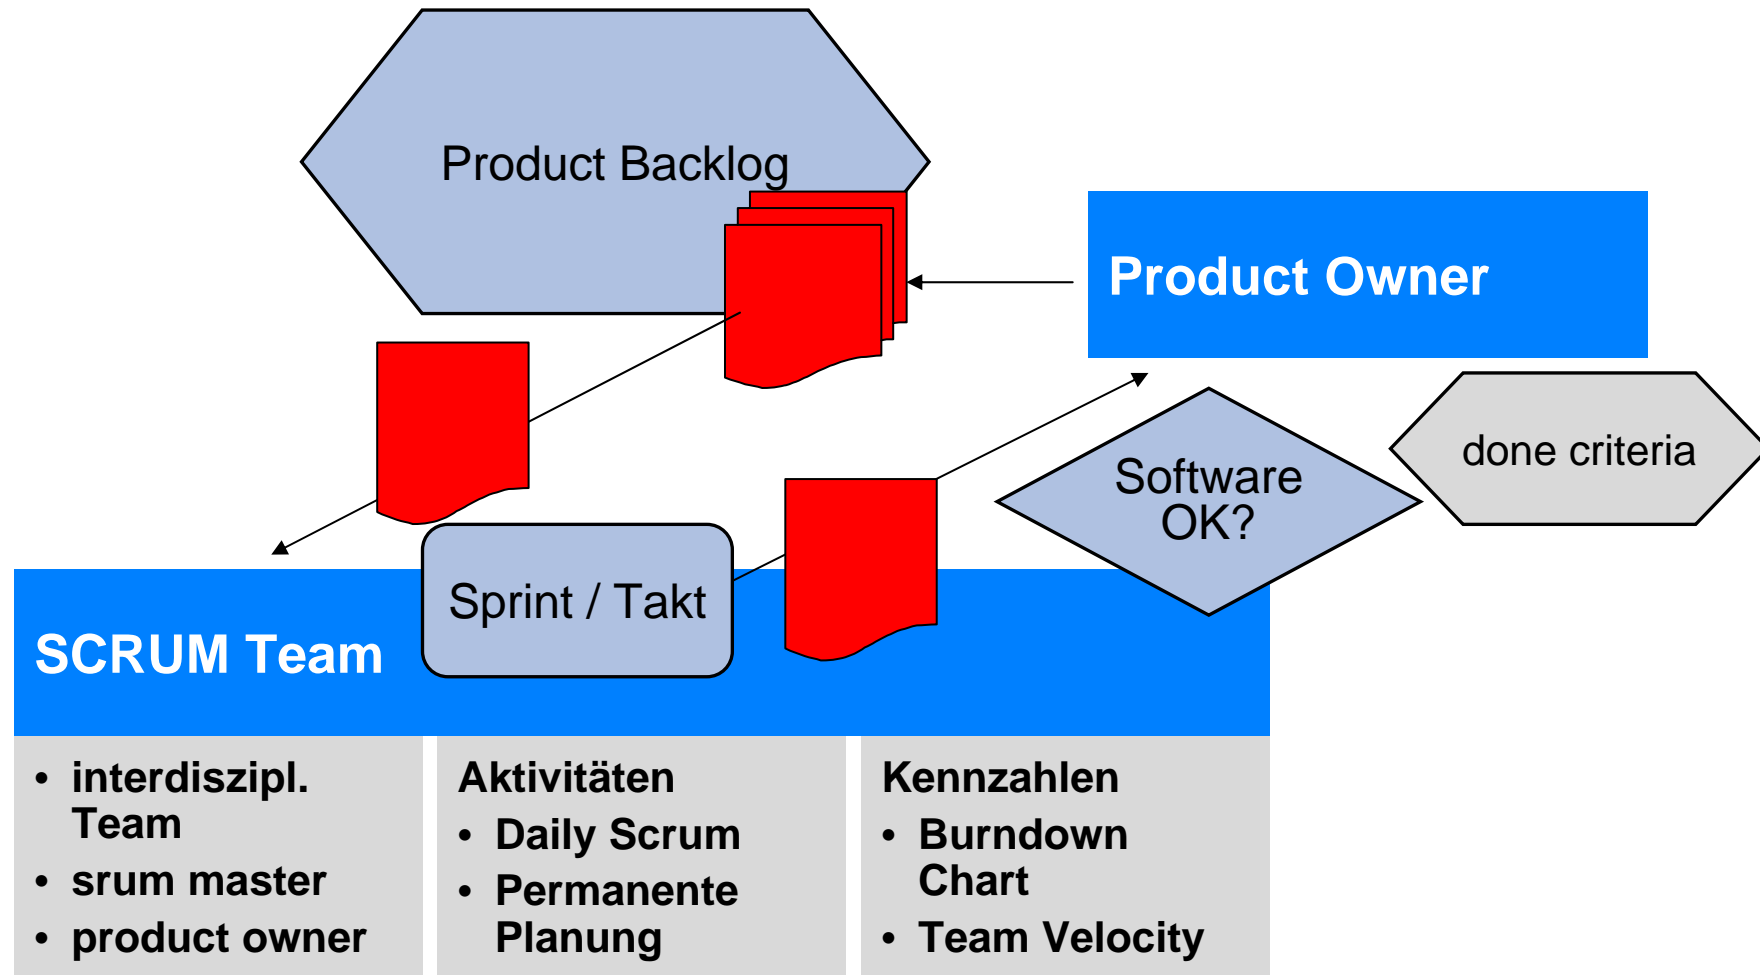 Product Backlog
Product Owner
Software
OK?
done criteria
Sprint / Takt
SCRUM Team
• interdiszipl.
Team
• srum master
• product owner
Aktivitäten
• Daily Scrum
• Permanente
Planung
Kennzahlen
• Burndown
Chart
• Team Velocity